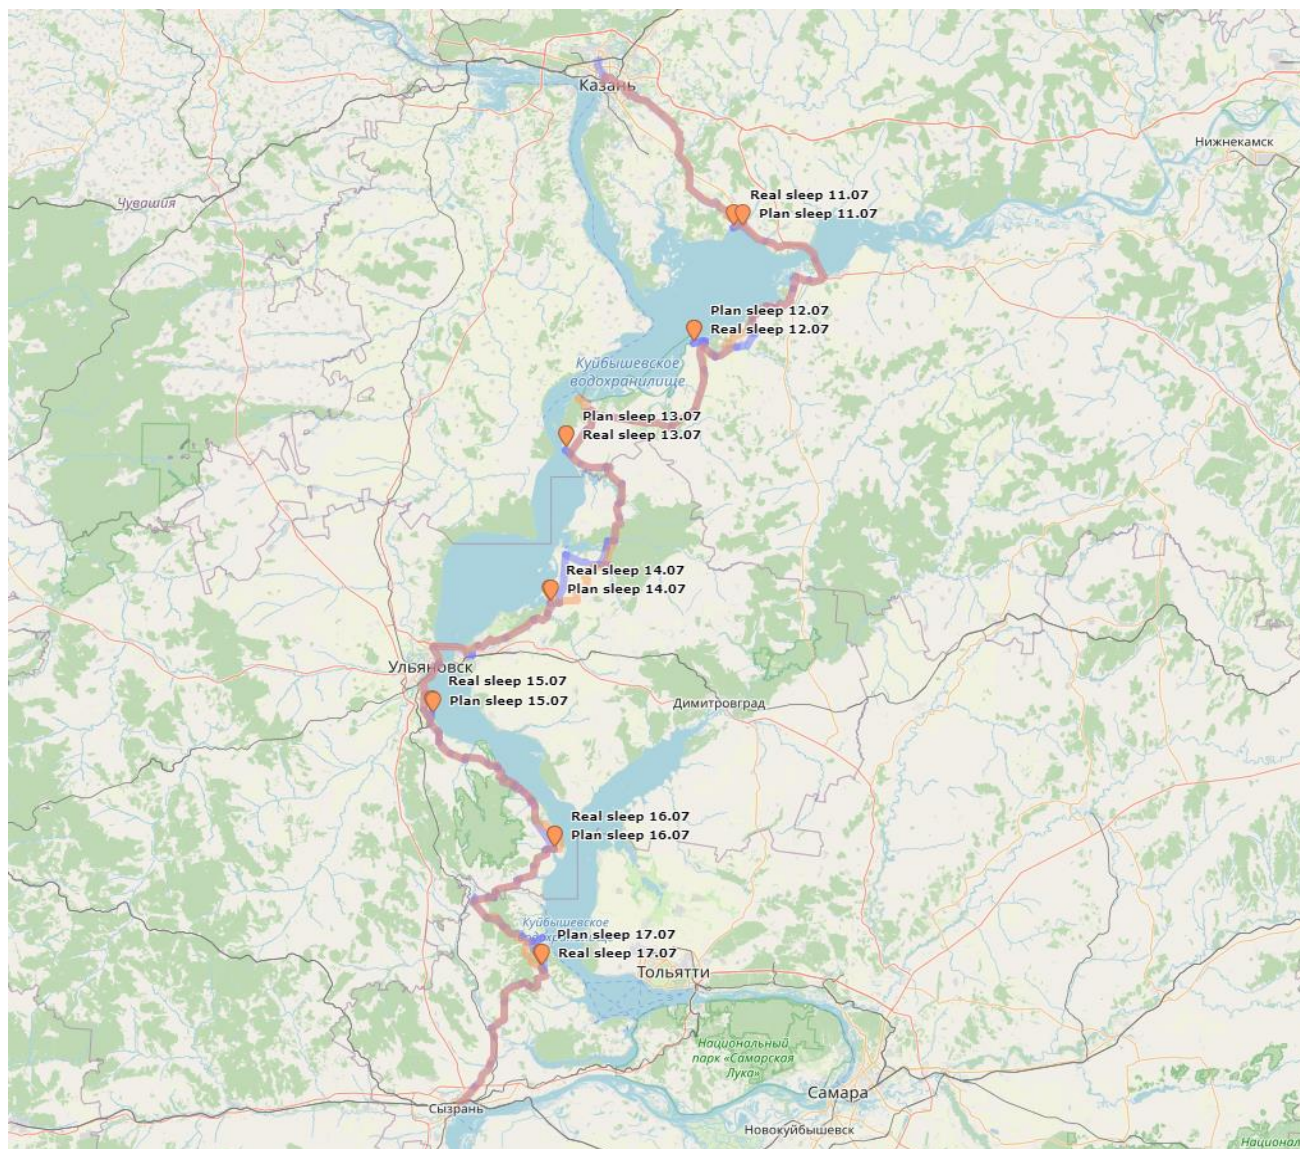 Казань
Нижнекамск
Чувашия
Real sleep 11.07
Plan sleep 11.07
Plan sleep 12.07
Real sleep 12.07
Куйбышевское
водохранилище
Plan sleep 13.07
Real sleep 13.07
Real sleep 14.07
Plan sleep 14.07
Ульяновск
Real sleep 15.07
Plan sleep 15.07
Димитровград
Real sleep 16.07
Plan sleep 16.07
Куйбышевское
водохранилище
Plan sleep 17.07
Real sleep 17.07
Тольятти
Национальный
парк «Самарская
Лука»
Самара
Сызрань
Новокуйбышевск
Национал